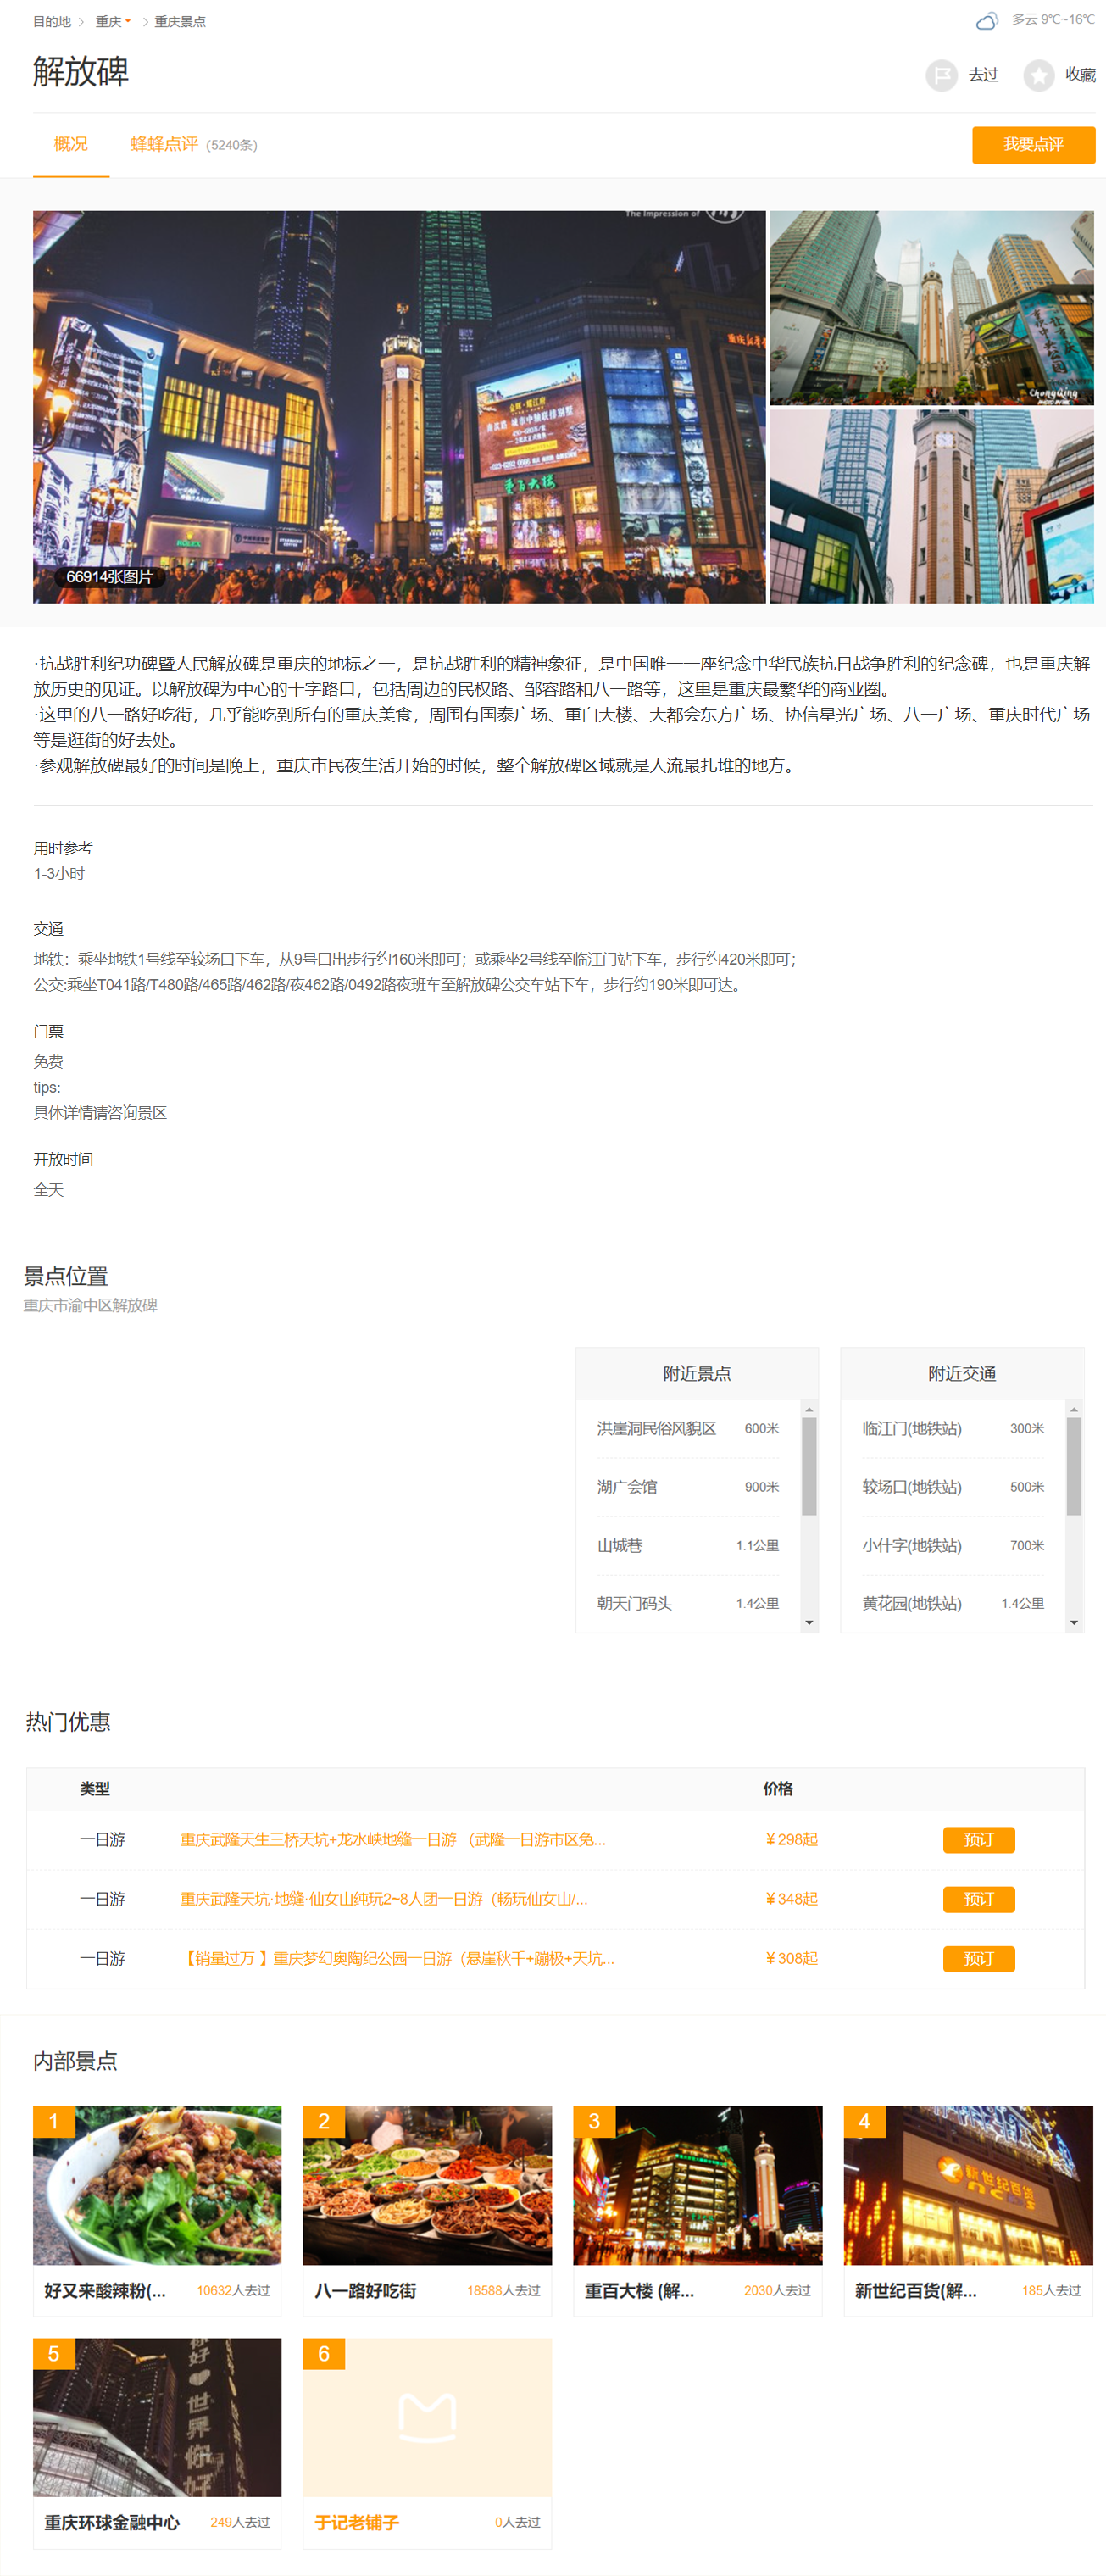 目的地 > 重庆 > 重庆景点
多云 9℃~16℃
解放碑
去过
收藏
概况
蜂蜂点评 (5240条)
我要点评
The Impression of
重百大楼
ROLEX
ChongQing
66914张图片
·抗战胜利纪功碑暨人民解放碑是重庆的地标之一，是抗战胜利的精神象征，是中国唯一一座纪念中华民族抗日战争胜利的纪念碑，也是重庆解
放历史的见证。以解放碑为中心的十字路口，包括周边的民权路、邹容路和八一路等，这里是重庆最繁华的商业圈。
·这里的八一路好吃街，几乎能吃到所有的重庆美食，周围有国泰广场、重白大楼、大都会东方广场、协信星光广场、八一广场、重庆时代广场
等是逛街的好去处。
·参观解放碑最好的时间是晚上，重庆市民夜生活开始的时候，整个解放碑区域就是人流最扎堆的地方。
用时参考
1-3小时
交通
地铁：乘坐地铁1号线至较场口下车，从9号口出步行约160米即可；或乘坐2号线至临江门站下车，步行约420米即可；
公交:乘坐T041路/T480路/465路/462路/夜462路/0492路夜班车至解放碑公交车站下车，步行约190米即可达。
门票
免费
tips:
具体详情请咨询景区
开放时间
全天
景点位置
重庆市渝中区解放碑
附近景点
洪崖洞民俗风貌区 600米
湖广会馆 900米
山城巷 1.1公里
朝天门码头 1.4公里
附近交通
临江门(地铁站) 300米
较场口(地铁站) 500米
小什字(地铁站) 700米
黄花园(地铁站) 1.4公里
热门优惠
类型 价格
一日游 重庆武隆天生三桥天坑+龙水峡地缝一日游 （武隆一日游市区免... ¥298起 预订
一日游 重庆武隆天坑·地缝·仙女山纯玩2~8人团一日游（畅玩仙女山/... ¥348起 预订
一日游 【销量过万 】重庆梦幻奥陶纪公园一日游（悬崖秋千+蹦极+天坑... ¥308起 预订
内部景点
1
好又来酸辣粉(... 10632人去过
2
八一路好吃街 18588人去过
3
重百大楼 (解... 2030人去过
4
新世纪百货
新世纪百货(解... 185人去过
5
你好
世界
你好
重庆环球金融中心 249人去过
6
于记老铺子 0人去过